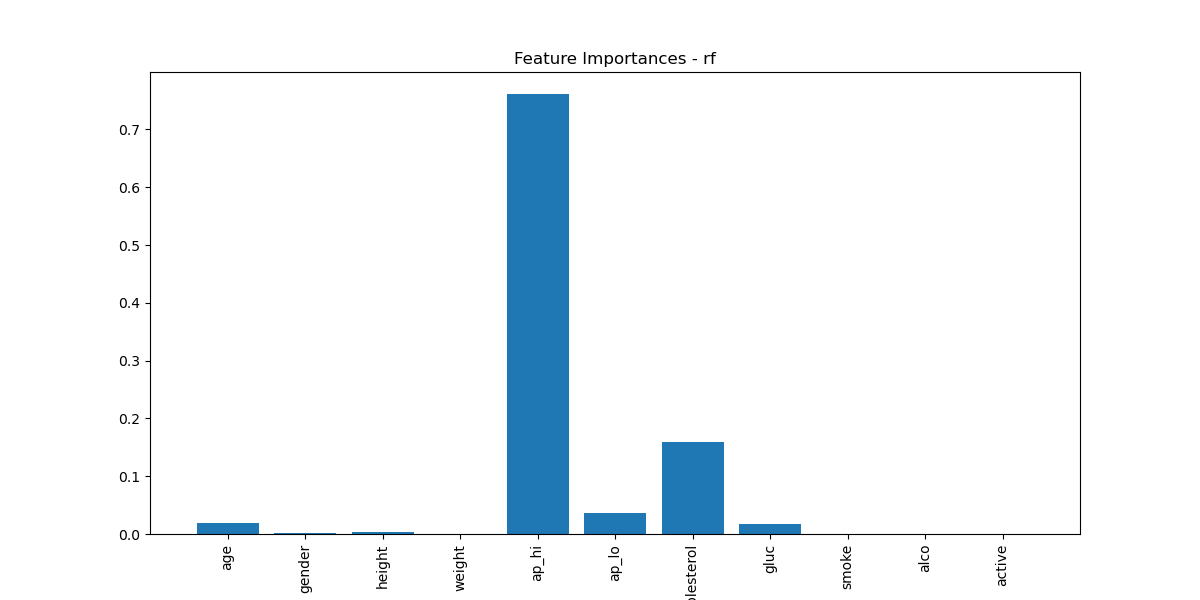 Feature Importances - rf
0.7
0.6
0.5
0.4
0.3
0.2
0.1
0.0
age
gender
height
weight
ap_hi
ap_lo
olesterol
gluc
smoke
alco
active